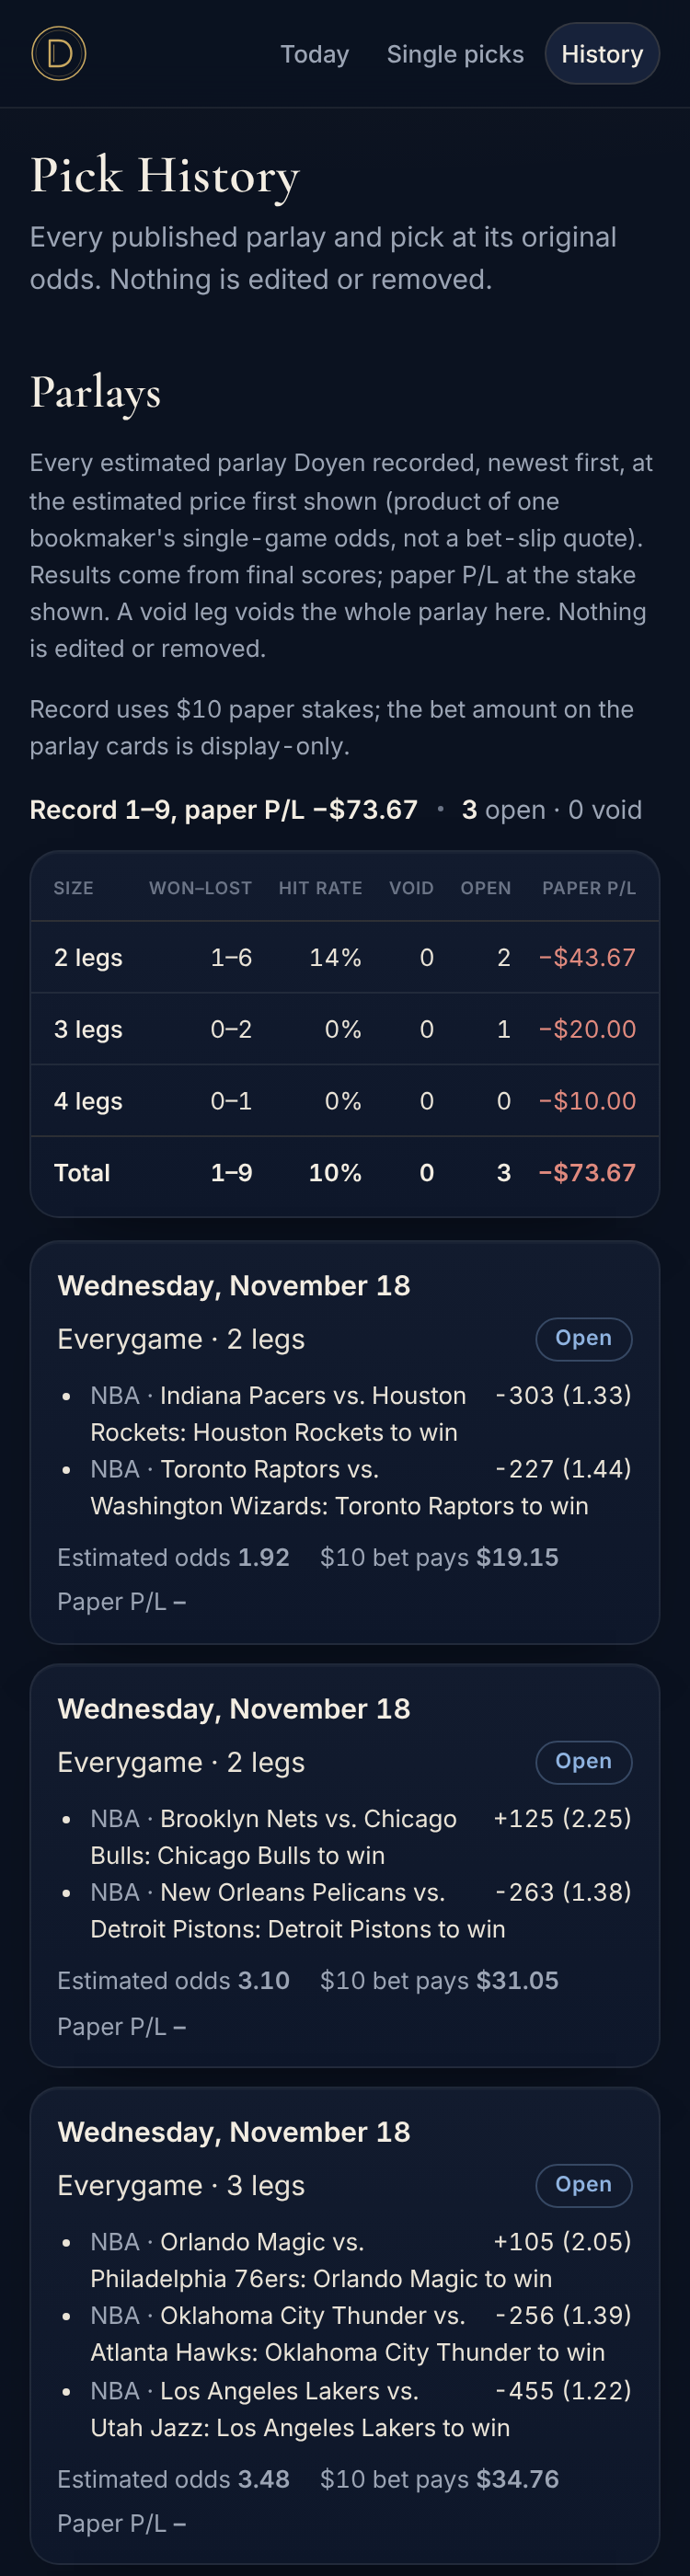 D
Today Single picks History
Pick History
Every published parlay and pick at its original
odds. Nothing is edited or removed.
Parlays
Every estimated parlay Doyen recorded, newest first, at
the estimated price first shown (product of one
bookmaker's single-game odds, not a bet-slip quote).
Results come from final scores; paper P/L at the stake
shown. A void leg voids the whole parlay here. Nothing
is edited or removed.
Record uses $10 paper stakes; the bet amount on the
parlay cards is display-only.
Record 1–9, paper P/L −$73.67 • 3 open · 0 void
SIZE WON–LOST HIT RATE VOID OPEN PAPER P/L
2 legs 1–6 14% 0 2 −$43.67
3 legs 0–2 0% 0 1 −$20.00
4 legs 0–1 0% 0 0 −$10.00
Total 1–9 10% 0 3 −$73.67
Wednesday, November 18
Everygame · 2 legs Open
• NBA · Indiana Pacers vs. Houston -303 (1.33)
Rockets: Houston Rockets to win
• NBA · Toronto Raptors vs. -227 (1.44)
Washington Wizards: Toronto Raptors to win
Estimated odds 1.92 $10 bet pays $19.15
Paper P/L –
Wednesday, November 18
Everygame · 2 legs Open
• NBA · Brooklyn Nets vs. Chicago +125 (2.25)
Bulls: Chicago Bulls to win
• NBA · New Orleans Pelicans vs. -263 (1.38)
Detroit Pistons: Detroit Pistons to win
Estimated odds 3.10 $10 bet pays $31.05
Paper P/L –
Wednesday, November 18
Everygame · 3 legs Open
• NBA · Orlando Magic vs. +105 (2.05)
Philadelphia 76ers: Orlando Magic to win
• NBA · Oklahoma City Thunder vs. -256 (1.39)
Atlanta Hawks: Oklahoma City Thunder to win
• NBA · Los Angeles Lakers vs. -455 (1.22)
Utah Jazz: Los Angeles Lakers to win
Estimated odds 3.48 $10 bet pays $34.76
Paper P/L –